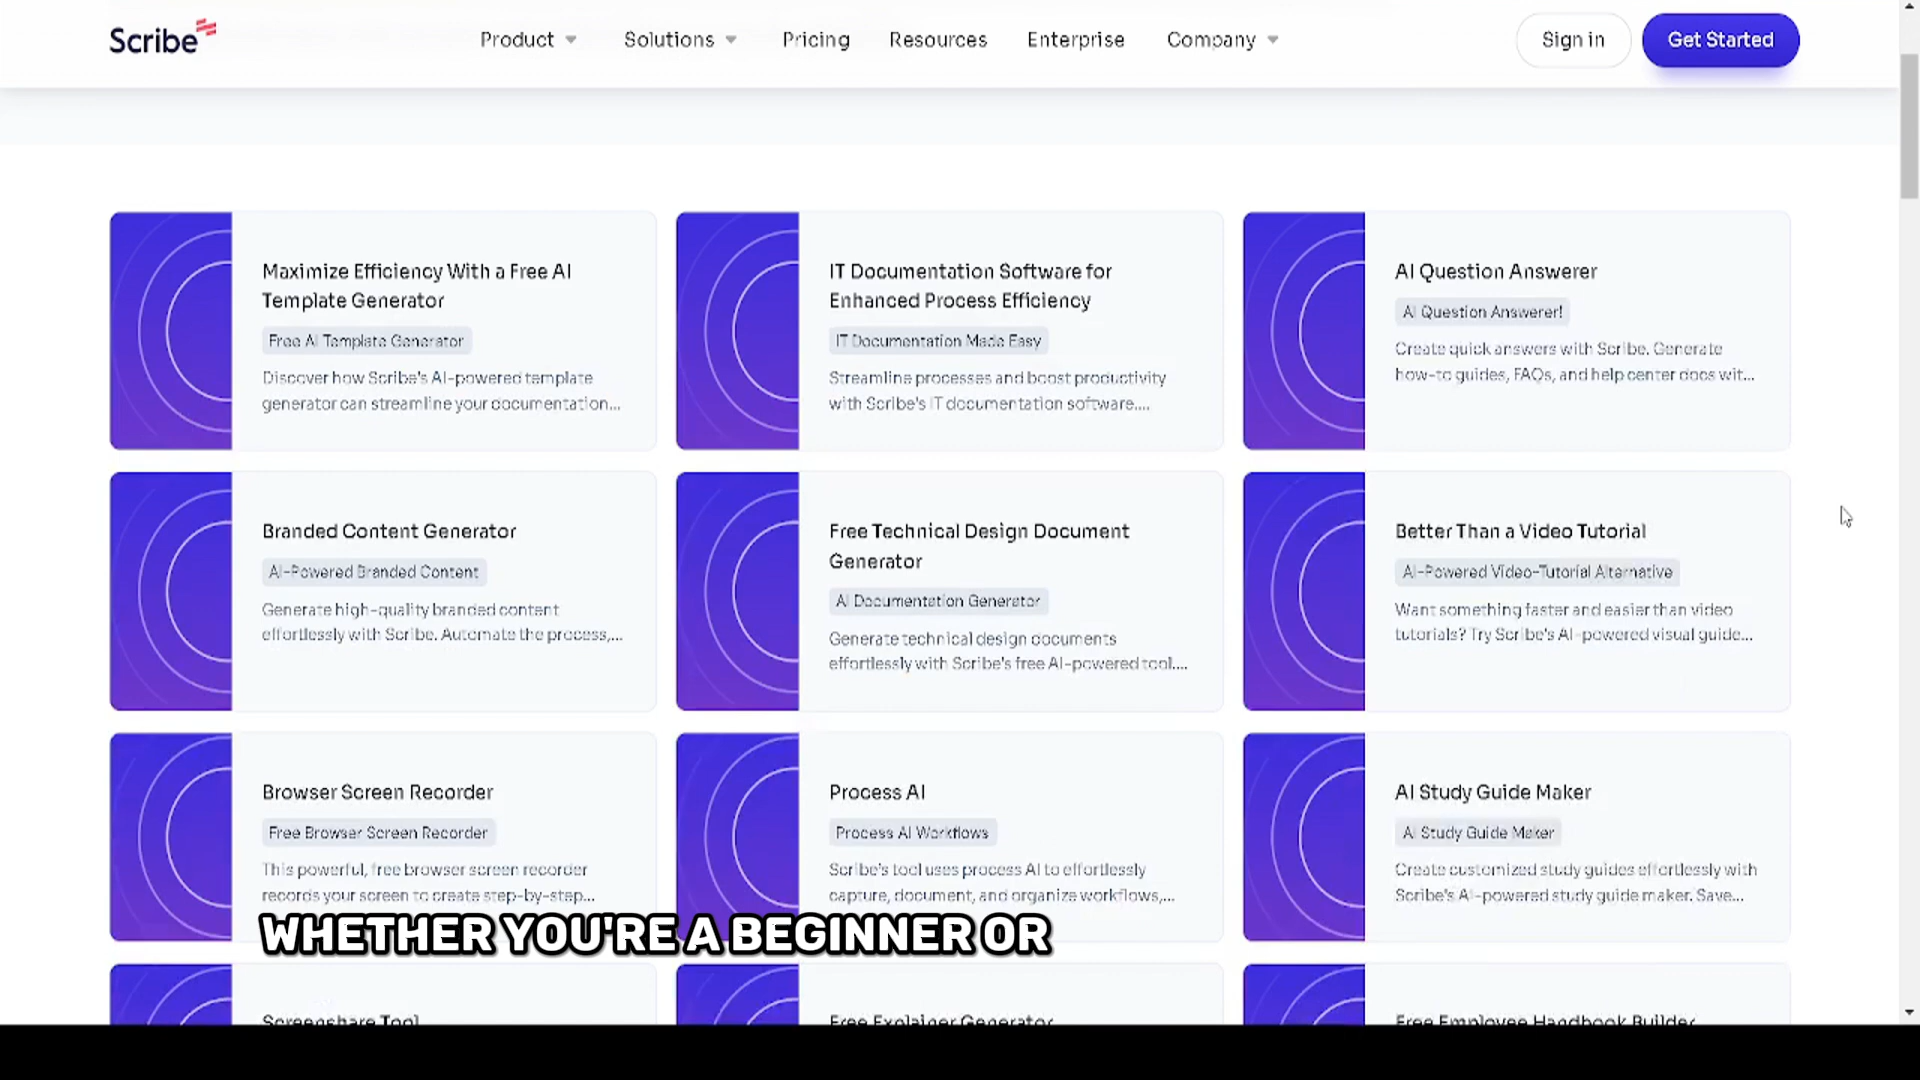 Scribe
Product
Solutions
Pricing
Resources
Enterprise
Company
Sign in
Get Started
Maximize Efficiency With a Free AI
Template Generator
Free AI Template Generator
Discover how Scribe's AI-powered template
generator can streamline your documentation...
IT Documentation Software for
Enhanced Process Efficiency
IT Documentation Made Easy
Streamline processes and boost productivity
with Scribe's IT documentation software....
AI Question Answerer
AI Question Answerer!
Create quick answers with Scribe. Generate
how-to guides, FAQs, and help center docs wit...
Branded Content Generator
AI-Powered Branded Content
Generate high-quality branded content
effortlessly with Scribe. Automate the process,...
Free Technical Design Document
Generator
AI Documentation Generator
Generate technical design documents
effortlessly with Scribe's free AI-powered tool....
Better Than a Video Tutorial
AI-Powered Video-Tutorial Alternative
Want something faster and easier than video
tutorials? Try Scribe's AI-powered visual guide...
Browser Screen Recorder
Free Browser Screen Recorder
This powerful, free browser screen recorder
records your screen to create step-by-step...
Process AI
Process AI Workflows
Scribe's tool uses process AI to effortlessly
capture, document, and organize workflows,...
AI Study Guide Maker
AI Study Guide Maker
Create customized study guides effortlessly with
Scribe's AI-powered study guide maker. Save...
WHETHER YOU'RE A BEGINNER OR
Screenshare Tool
Free Explainer Generator
Free Employee Handbook Builder